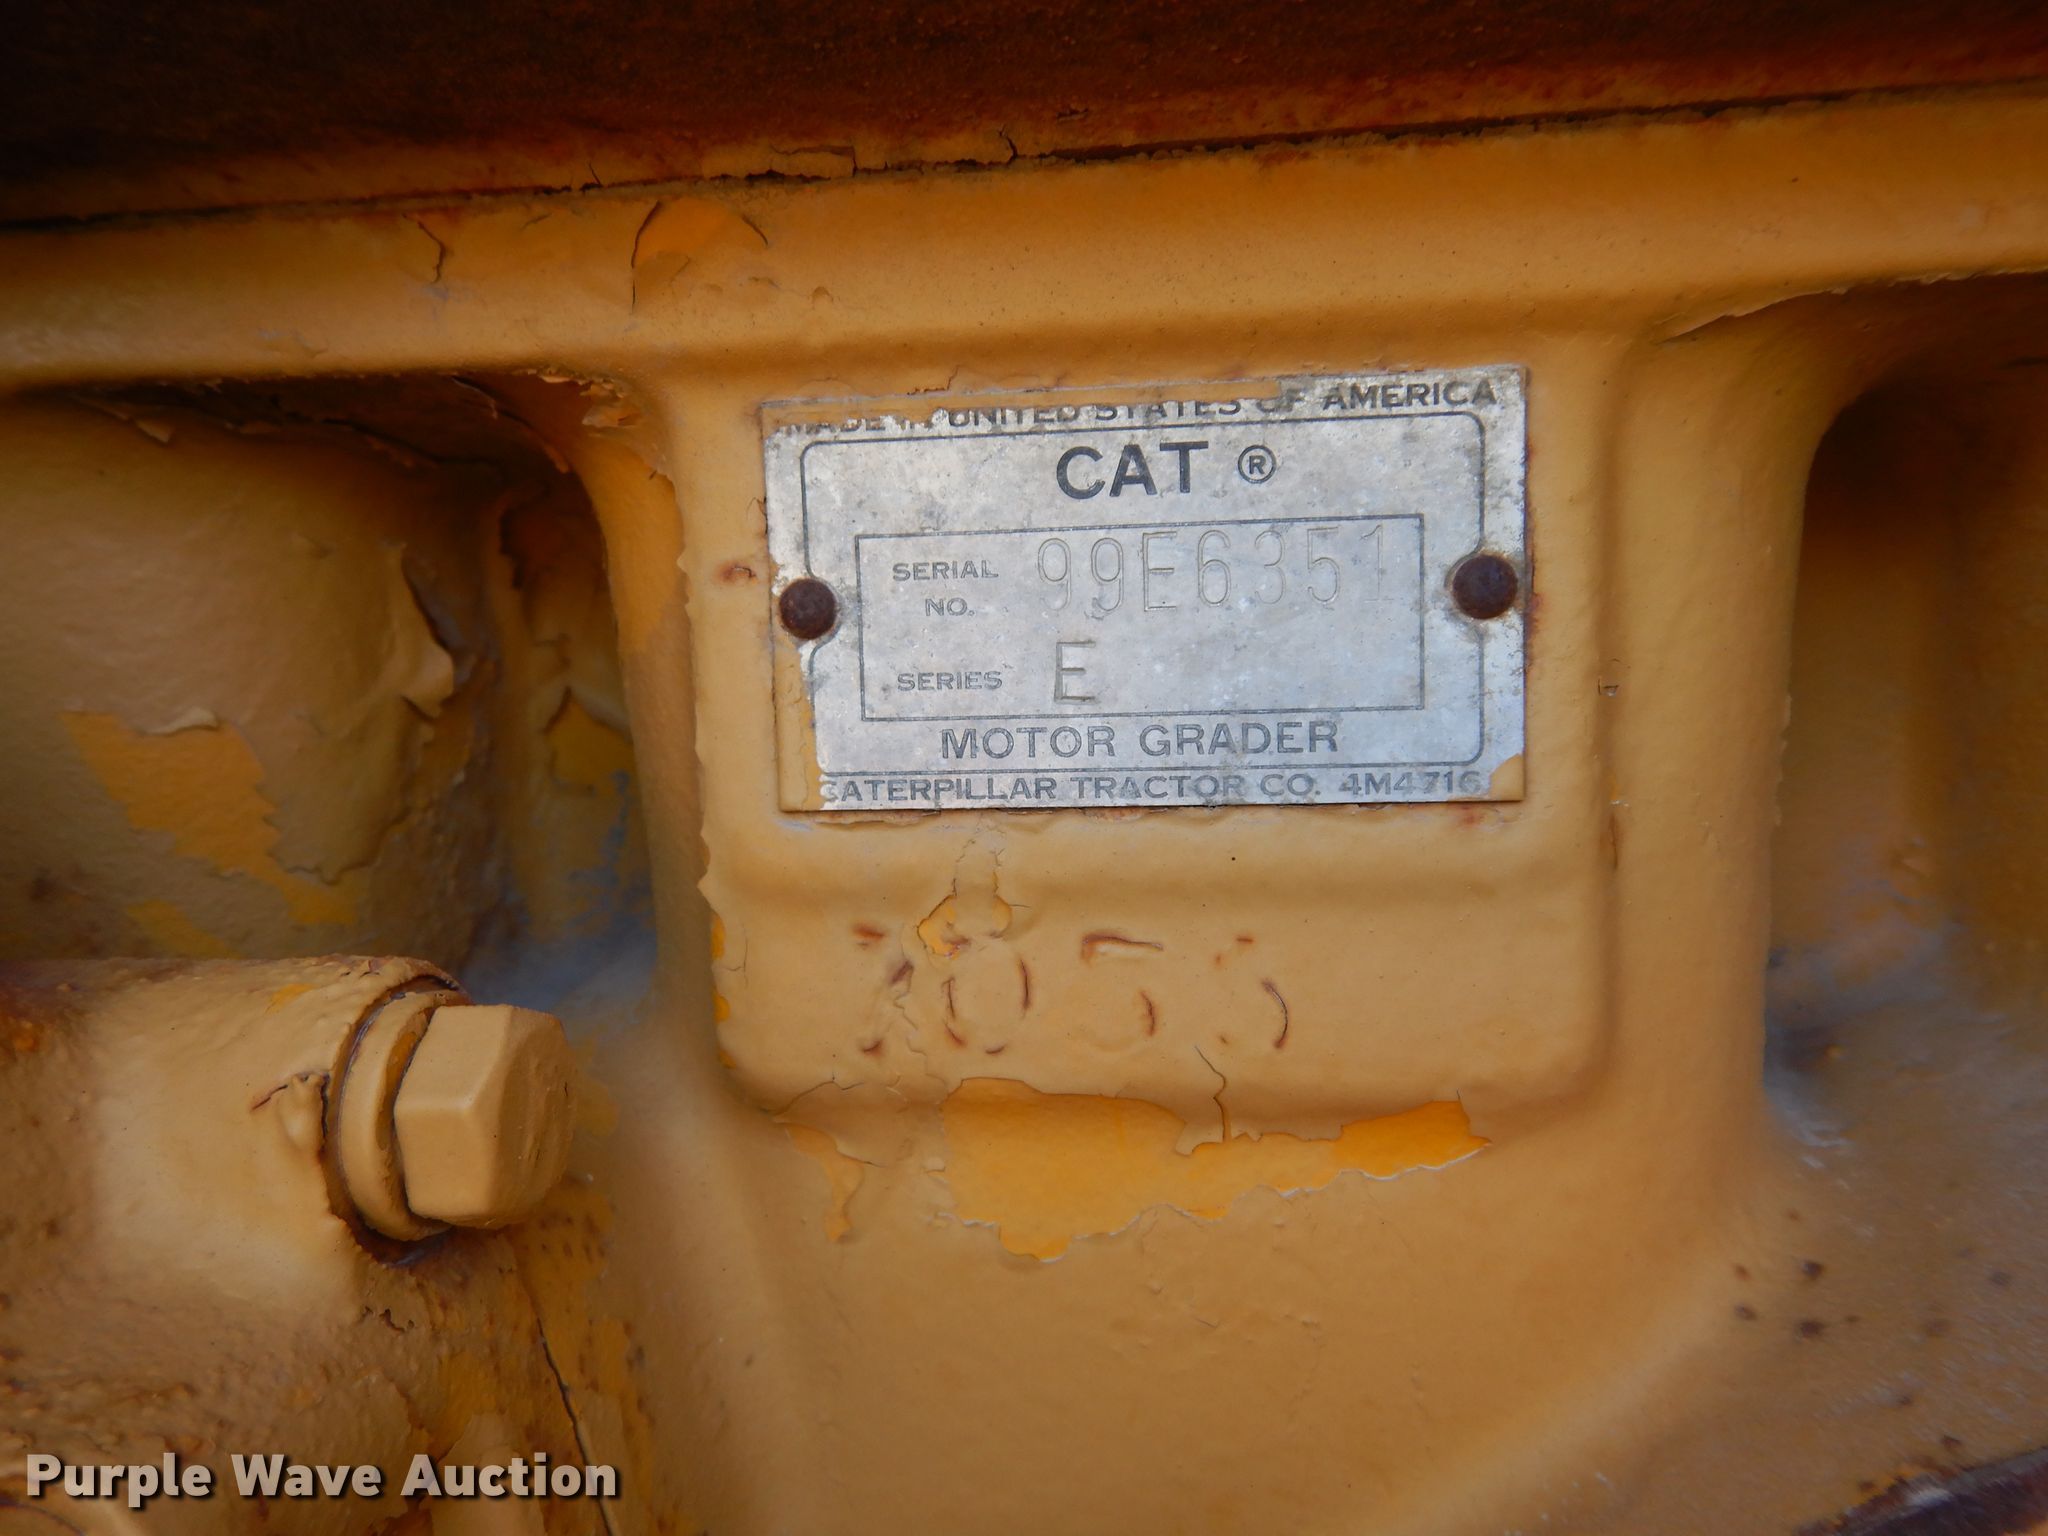 MADE IN UNITED STATES OF AMERICA
CAT ®
SERIAL NO. 99E6351
SERIES E
MOTOR GRADER
CATERPILLAR TRACTOR CO. 4M4716
Purple Wave Auction